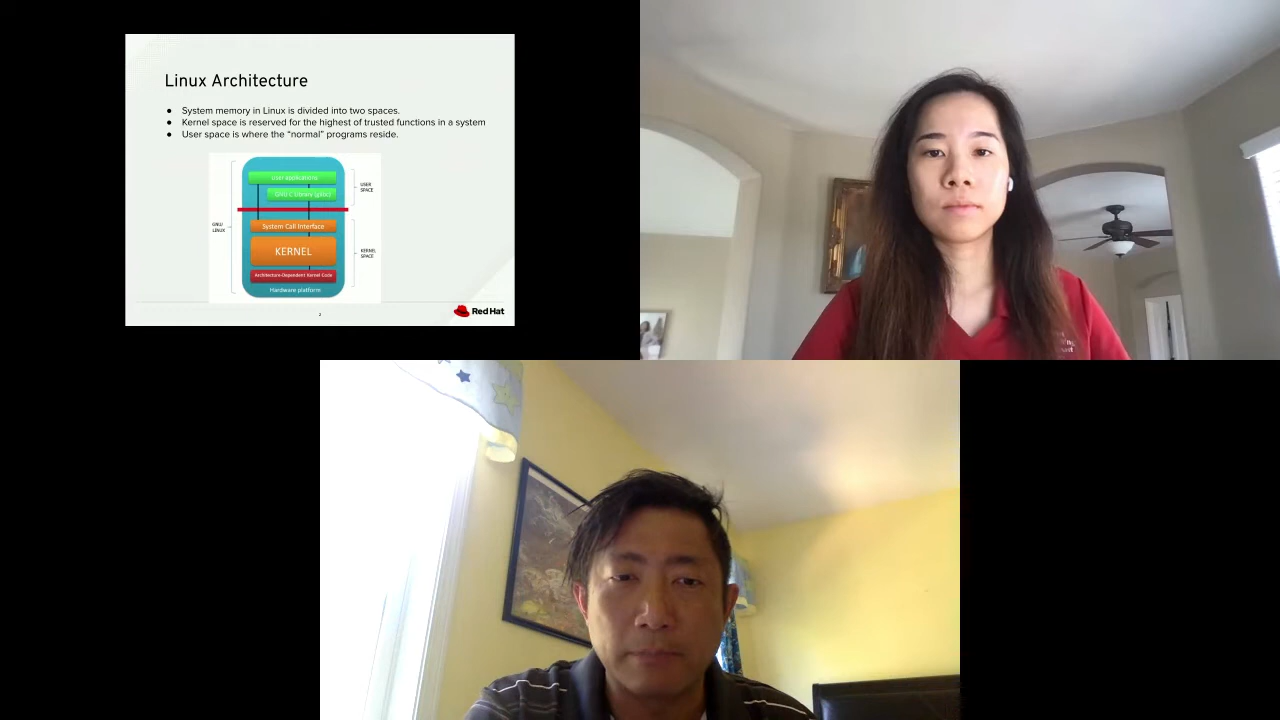 Linux Architecture
● System memory in Linux is divided into two spaces.
● Kernel space is reserved for the highest of trusted functions in a system
● User space is where the “normal” programs reside.
User applications
GNU C Library (glibc)
USER
SPACE
GNU
LINUX
System Call Interface
KERNEL
KERNEL
SPACE
Architecture-Dependent Kernel Code
Hardware platform
2
Red Hat